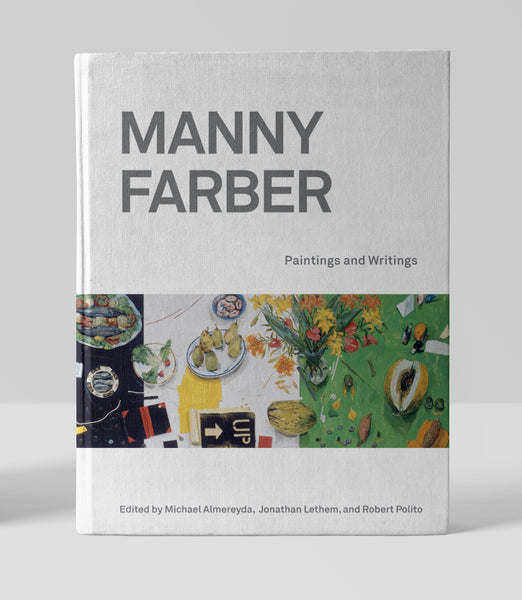 MANNY
FARBER
Paintings and Writings
UP
Edited by Michael Almereyda, Jonathan Lethem, and Robert Polito